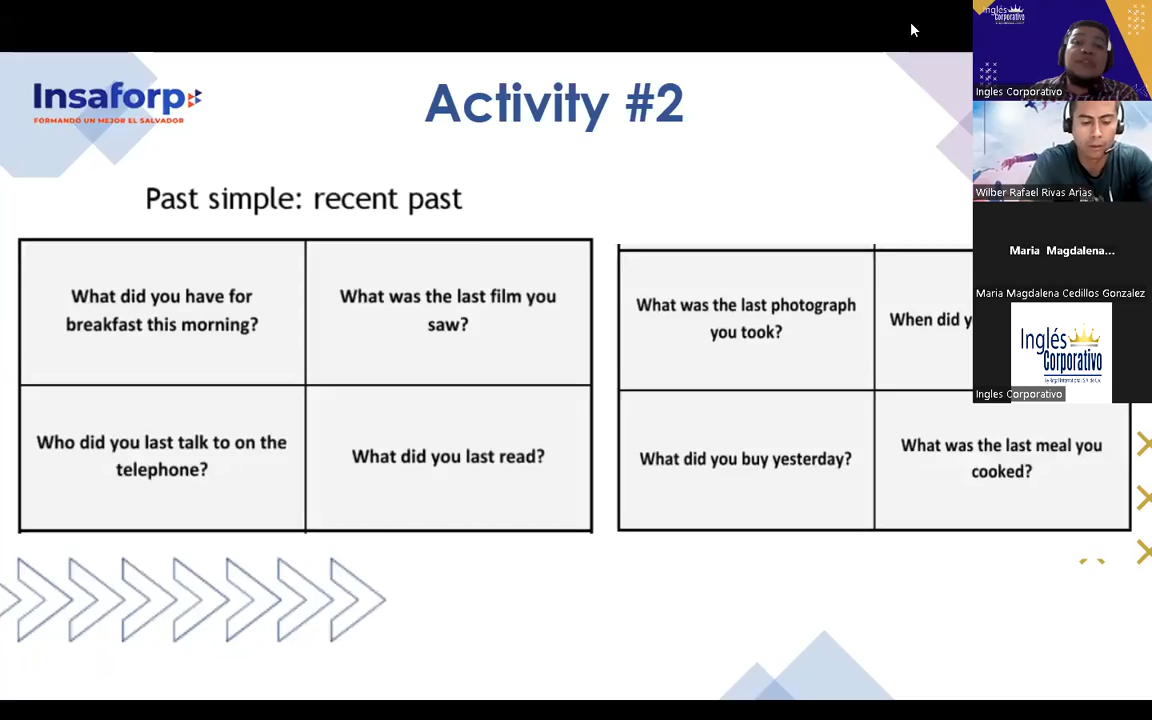 Insaforp
FORMANDO UN MEJOR EL SALVADOR
Activity #2
Past simple: recent past
What did you have for
breakfast this morning?
What was the last film you
saw?
Who did you last talk to on the
telephone?
What did you last read?
What was the last photograph
you took?
When did
What did you buy yesterday?
What was the last meal you
cooked?
Inglés
Corporativo
Ingles Corporativo
Wilber Rafael Rivas Arias
Maria Magdalena...
Maria Magdalena Cedillos Gonzalez
Inglés
Corporativo
Ingles Corporativo